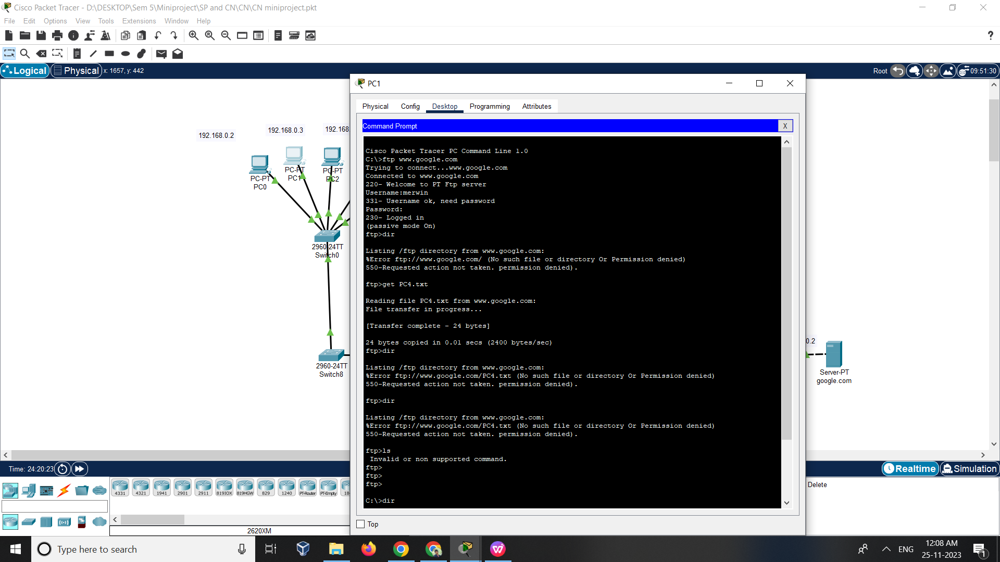 Cisco Packet Tracer - D:\DESKTOP\Sem 5\Miniproject\SP and CN\CN\CN miniproject.pkt
File Edit Options View Tools Extensions Window Help
?
Logical Physical x: 1657, y: 442
Root 09:51:30
PC1
Physical Config Desktop Programming Attributes
Command Prompt
X
Cisco Packet Tracer PC Command Line 1.0
C:\>ftp www.google.com
Trying to connect...www.google.com
Connected to www.google.com
220- Welcome to PT Ftp server
Username:merwin
331- Username ok, need password
Password:
230- Logged in
(passive mode On)
ftp>dir
Listing /ftp directory from www.google.com:
%Error ftp://www.google.com/ (No such file or directory Or Permission denied)
550-Requested action not taken. permission denied).
ftp>get PC4.txt
Reading file PC4.txt from www.google.com:
File transfer in progress...
[Transfer complete - 24 bytes]
24 bytes copied in 0.01 secs (2400 bytes/sec)
ftp>dir
Listing /ftp directory from www.google.com:
%Error ftp://www.google.com/PC4.txt (No such file or directory Or Permission denied)
550-Requested action not taken. permission denied).
ftp>dir
Listing /ftp directory from www.google.com:
%Error ftp://www.google.com/PC4.txt (No such file or directory Or Permission denied)
550-Requested action not taken. permission denied).
ftp>ls
Invalid or non supported command.
ftp>
ftp>
ftp>
C:\>dir
Top
192.168.0.2
192.168.0.3
192.168
PC-PT
PC0
PC-PT
PC1
PC-PT
PC2
2960-24TT
Switch0
2960-24TT
Switch8
0.2
Server-PT
google.com
Time: 24:20:23
Realtime Simulation
4331 4321 1941 2901 2911 819IOX 819HGW 829 1240 PT-Router PT-Empty 18
2620XM
Delete
Type here to search
ENG
12:08 AM
25-11-2023
1